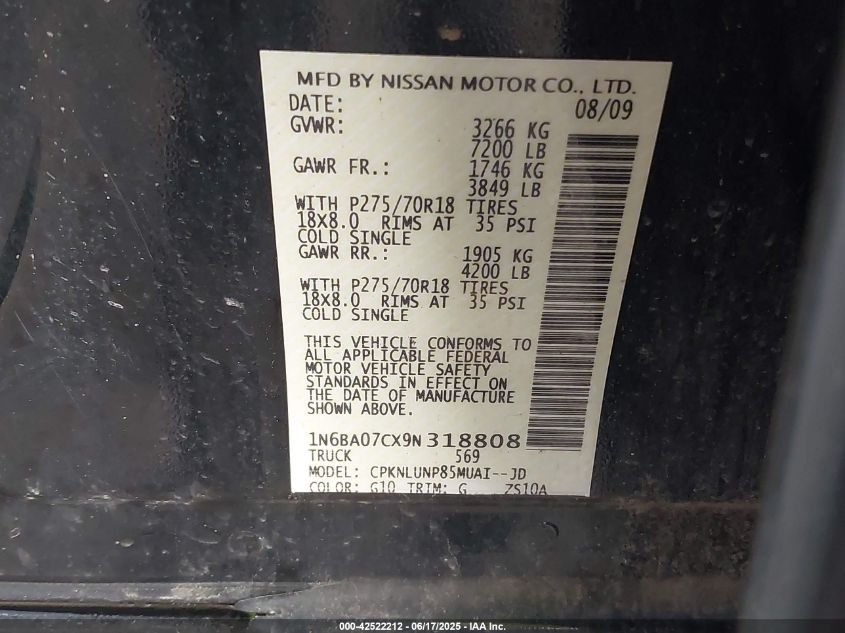 MFD BY NISSAN MOTOR CO., LTD.
DATE: 08/09
GVWR: 3266 KG
7200 LB
GAWR FR.: 1746 KG
3849 LB
WITH P275/70R18 TIRES
18X8.0 RIMS AT 35 PSI
COLD SINGLE
GAWR RR.: 1905 KG
4200 LB
WITH P275/70R18 TIRES
18X8.0 RIMS AT 35 PSI
COLD SINGLE
THIS VEHICLE CONFORMS TO
ALL APPLICABLE FEDERAL
MOTOR VEHICLE SAFETY
STANDARDS IN EFFECT ON
THE DATE OF MANUFACTURE
SHOWN ABOVE.
1N6BA07CX9N318808
TRUCK 569
MODEL: CPKNLUNP85MUAI--JD
COLOR: G10 TRIM: G ZS10A
000-42522212 - 06/17/2025 - IAA Inc.